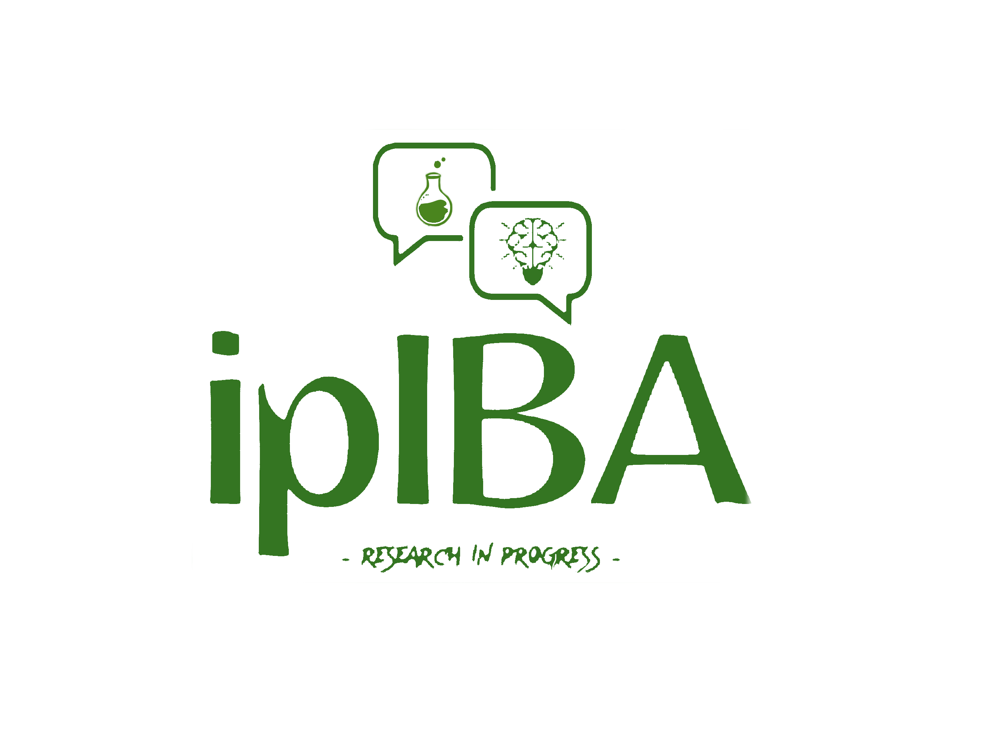 ipIBA
- RESEARCH IN PROGRESS -